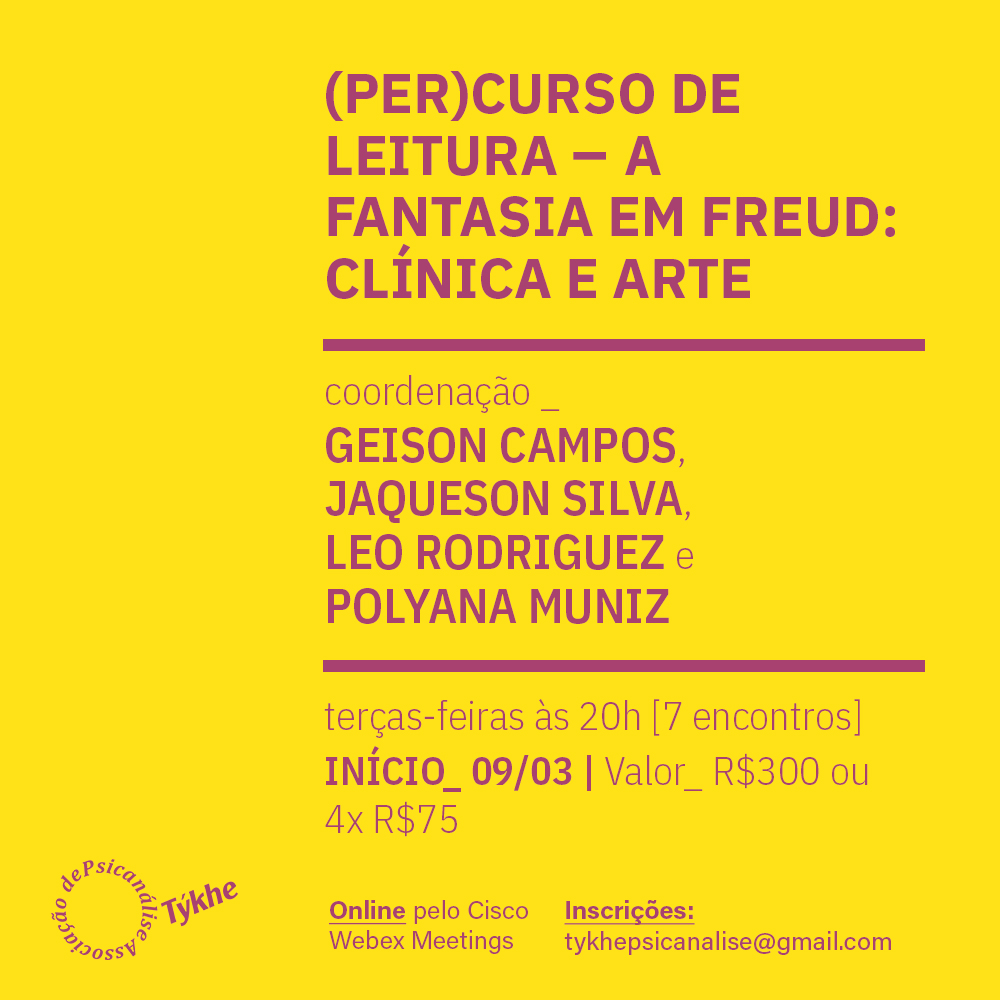 (PER)CURSO DE
LEITURA – A
FANTASIA EM FREUD:
CLÍNICA E ARTE
coordenação _
GEISON CAMPOS,
JAQUESON SILVA,
LEO RODRIGUEZ e
POLYANA MUNIZ
terças-feiras às 20h [7 encontros]
INÍCIO_ 09/03 | Valor_ R$300 ou
4x R$75
Associação de Psicanálise
Týkhe
Online pelo Cisco
Webex Meetings
Inscrições:
tykhepsicanalise@gmail.com